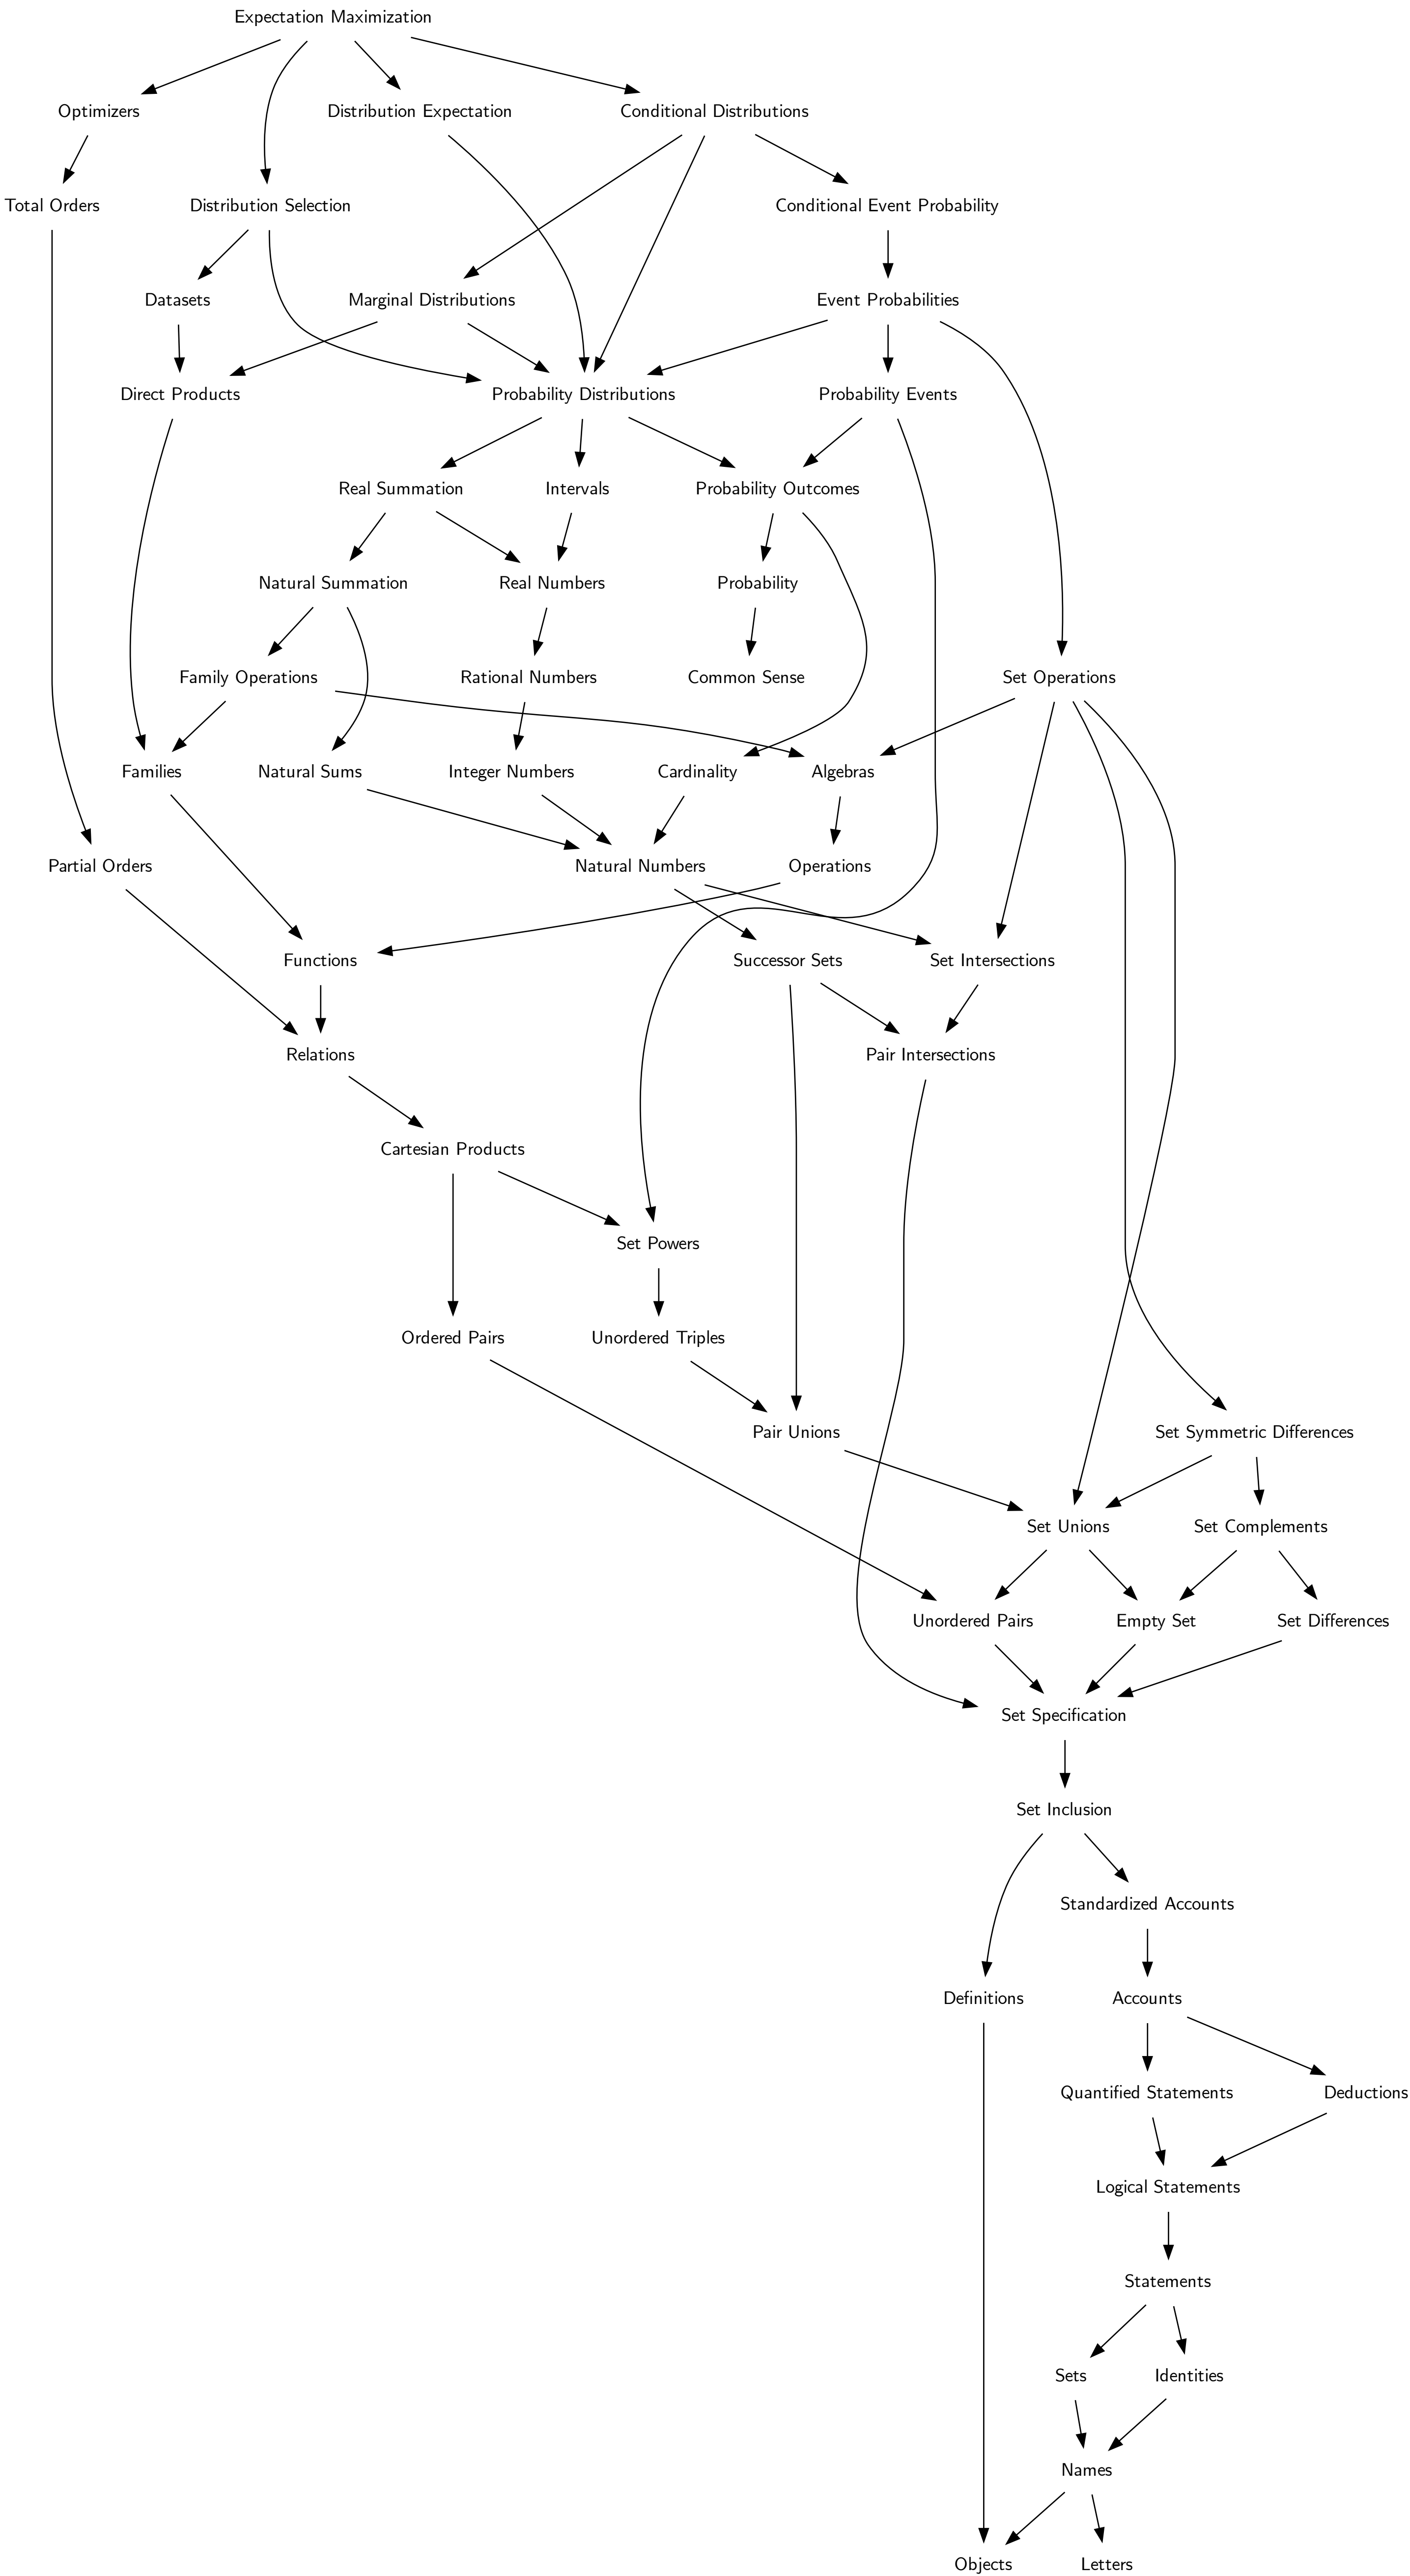 Expectation Maximization
Optimizers
Distribution Expectation
Conditional Distributions
Total Orders
Distribution Selection
Conditional Event Probability
Datasets
Marginal Distributions
Event Probabilities
Direct Products
Probability Distributions
Probability Events
Real Summation
Intervals
Probability Outcomes
Natural Summation
Real Numbers
Probability
Family Operations
Rational Numbers
Common Sense
Set Operations
Families
Natural Sums
Integer Numbers
Cardinality
Algebras
Partial Orders
Natural Numbers
Operations
Functions
Successor Sets
Set Intersections
Relations
Pair Intersections
Cartesian Products
Set Powers
Ordered Pairs
Unordered Triples
Pair Unions
Set Symmetric Differences
Set Unions
Set Complements
Unordered Pairs
Empty Set
Set Differences
Set Specification
Set Inclusion
Standardized Accounts
Definitions
Accounts
Quantified Statements
Deductions
Logical Statements
Statements
Sets
Identities
Names
Objects
Letters